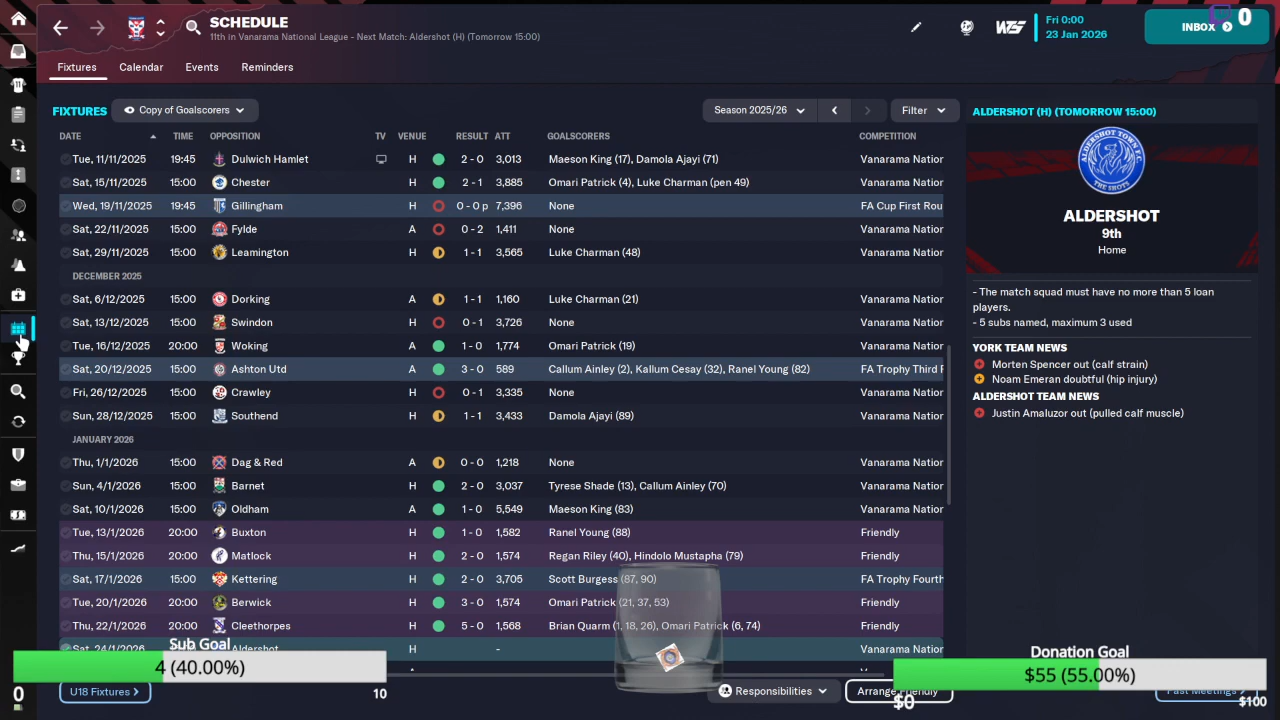 SCHEDULE
11th in Vanarama National League - Next Match: Aldershot (H) (Tomorrow 15:00)
Fri 0:00
23 Jan 2026
INBOX
0
Fixtures Calendar Events Reminders
FIXTURES Copy of Goalscorers Season 2025/26 Filter
DATE TIME OPPOSITION TV VENUE RESULT ATT GOALSCORERS COMPETITION
Tue, 11/11/2025 19:45 Dulwich Hamlet H 2 - 0 3,013 Maeson King (17), Damola Ajayi (71) Vanarama Nation
Sat, 15/11/2025 15:00 Chester H 2 - 1 3,885 Omari Patrick (4), Luke Charman (pen 49) Vanarama Nation
Wed, 19/11/2025 19:45 Gillingham H 0 - 0 p 7,396 None FA Cup First Rou
Sat, 22/11/2025 15:00 Fylde A 0 - 2 1,411 None Vanarama Nation
Sat, 29/11/2025 15:00 Leamington H 1 - 1 3,565 Luke Charman (48) Vanarama Nation
DECEMBER 2025
Sat, 6/12/2025 15:00 Dorking A 1 - 1 1,160 Luke Charman (21) Vanarama Nation
Sat, 13/12/2025 15:00 Swindon H 0 - 1 3,726 None Vanarama Nation
Tue, 16/12/2025 20:00 Woking A 1 - 0 1,774 Omari Patrick (19) Vanarama Nation
Sat, 20/12/2025 15:00 Ashton Utd A 3 - 0 589 Callum Ainley (2), Kallum Cesay (32), Ranel Young (82) FA Trophy Third F
Fri, 26/12/2025 15:00 Crawley H 0 - 1 3,335 None Vanarama Nation
Sun, 28/12/2025 15:00 Southend H 1 - 1 3,433 Damola Ajayi (89) Vanarama Nation
JANUARY 2026
Thu, 1/1/2026 15:00 Dag & Red A 0 - 0 1,218 None Vanarama Nation
Sun, 4/1/2026 15:00 Barnet H 2 - 0 3,037 Tyrese Shade (13), Callum Ainley (70) Vanarama Nation
Sat, 10/1/2026 15:00 Oldham A 1 - 0 5,549 Maeson King (83) Vanarama Nation
Tue, 13/1/2026 20:00 Buxton H 1 - 0 1,582 Ranel Young (88) Friendly
Thu, 15/1/2026 20:00 Matlock H 2 - 0 1,574 Regan Riley (40), Hindolo Mustapha (79) Friendly
Sat, 17/1/2026 15:00 Kettering H 2 - 0 3,705 Scott Burgess (87, 90) FA Trophy Fourth
Tue, 20/1/2026 20:00 Berwick H 3 - 0 1,574 Omari Patrick (21, 37, 53) Friendly
Thu, 22/1/2026 20:00 Cleethorpes H 5 - 0 1,568 Brian Quarm (1, 18, 26), Omari Patrick (6, 74) Friendly
Sat, 24/1/2026 Aldershot H - Vanarama Nation
ALDERSHOT (H) (TOMORROW 15:00)
ALDERSHOT TOWN F.C.
THE SHOTS
ALDERSHOT
9th
Home
- The match squad must have no more than 5 loan
players.
- 5 subs named, maximum 3 used
YORK TEAM NEWS
Morten Spencer out (calf strain)
Noam Emeran doubtful (hip injury)
ALDERSHOT TEAM NEWS
Justin Amaluzor out (pulled calf muscle)
Sub Goal
4 (40.00%)
0
10
Donation Goal
$55 (55.00%)
$0
$100
U18 Fixtures
Responsibilities
Arrange Friendly
Past Meetings